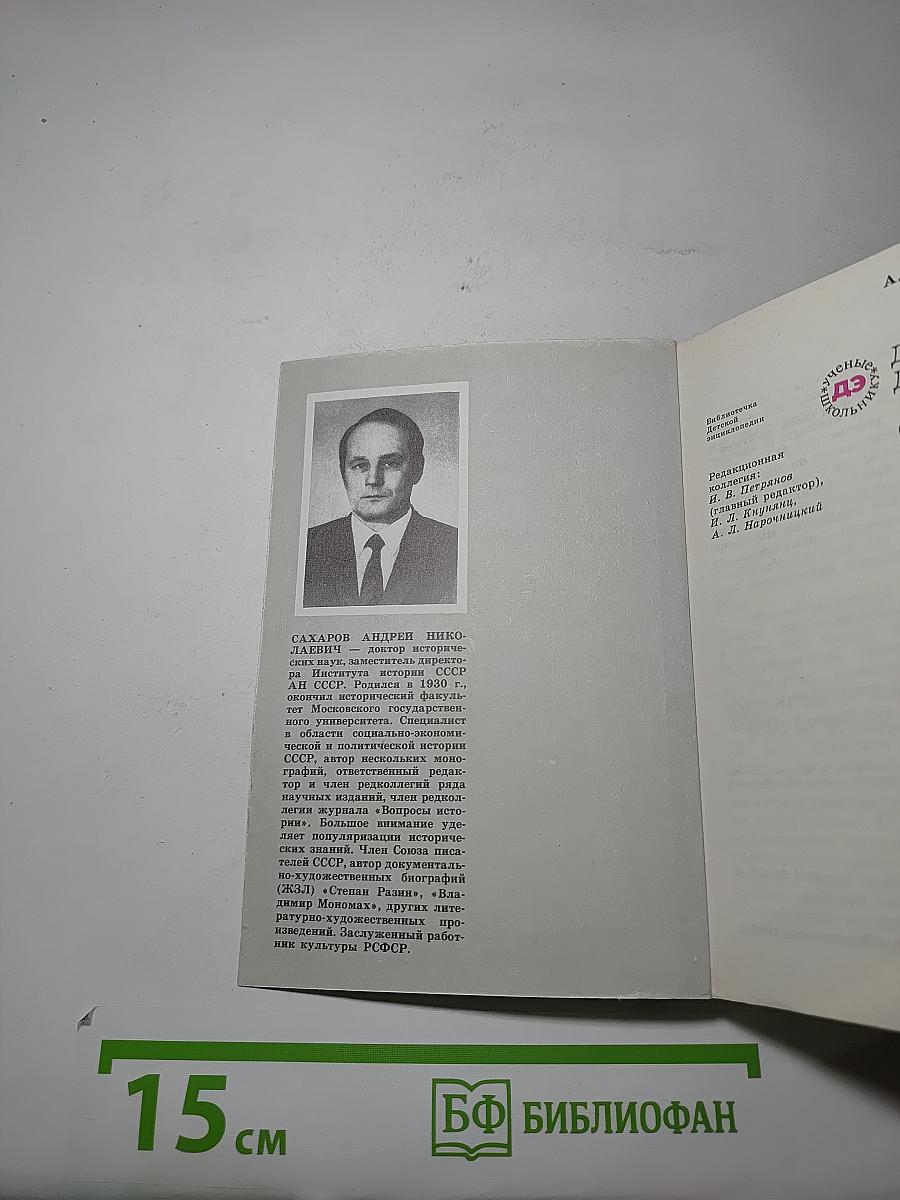 САХАРОВ АНДРЕЙ НИКО-
ЛАЕВИЧ — доктор историче-
ских наук, заместитель директо-
ра Института истории СССР
АН СССР. Родился в 1930 г.,
окончил исторический факуль-
тет Московского государствен-
ного университета. Специалист
в области социально-экономи-
ческой и политической истории
СССР, автор нескольких моно-
графий, ответственный редак-
тор и член редколлегий ряда
научных изданий, член редкол-
легии журнала «Вопросы исто-
рии». Большое внимание уде-
ляет популяризации историче-
ских знаний. Член Союза писа-
телей СССР, автор документаль-
но-художественных биографий
(ЖЗЛ) «Степан Разин», «Вла-
димир Мономах», других лите-
ратурно-художественных про-
изведений. Заслуженный работ-
ник культуры РСФСР.
А.
Библиотечка
Детской
энциклопедии
*УЧЕНЫЕ*
ШКОЛЬНИКУ
ДЭ
Редакционная
коллегия:
И. В. Петрянов
(главный редактор),
И. Л. Кнунянц,
А. Л. Нарочницкий
15 см
БФ БИБЛИОФАН